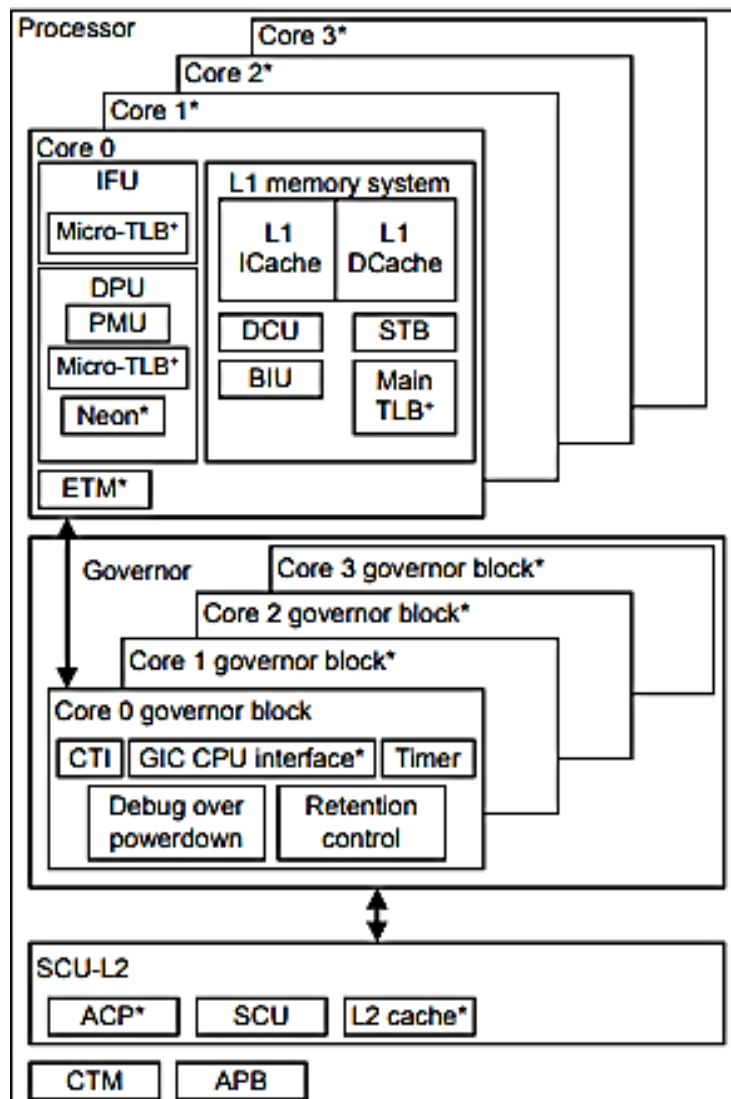 Processor
Core 3*
Core 2*
Core 1*
Core 0
IFU
Micro-TLB+
DPU
PMU
Micro-TLB+
Neon*
ETM*
L1 memory system
L1
ICache
L1
DCache
DCU
STB
BIU
Main
TLB+
Governor
Core 3 governor block*
Core 2 governor block*
Core 1 governor block*
Core 0 governor block
CTI
GIC CPU interface*
Timer
Debug over
powerdown
Retention
control
SCU-L2
ACP*
SCU
L2 cache*
CTM
APB